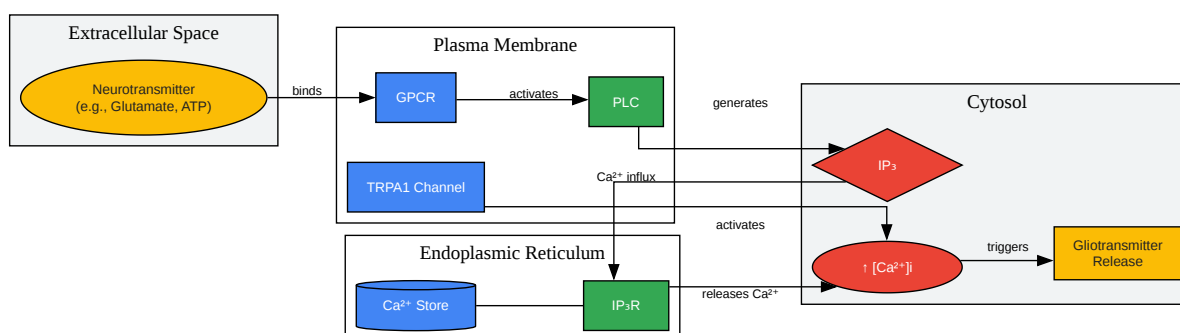 Extracellular Space
Neurotransmitter
(e.g., Glutamate, ATP)
binds
Plasma Membrane
GPCR
activates
PLC
generates
TRPA1 Channel
Ca²⁺ influx
activates
Cytosol
IP₃
↑ [Ca²⁺]i
triggers
Gliotransmitter
Release
Endoplasmic Reticulum
Ca²⁺ Store
IP₃R
releases Ca²⁺